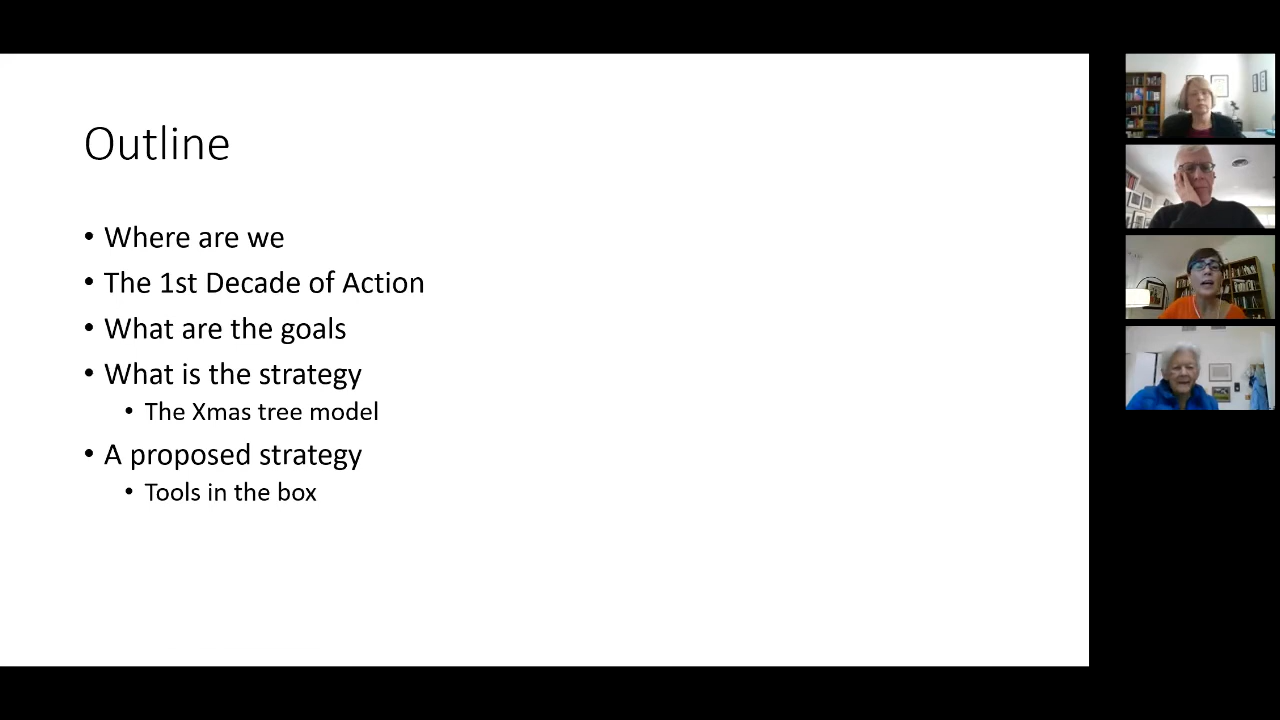 Outline
• Where are we
• The 1st Decade of Action
• What are the goals
• What is the strategy
• The Xmas tree model
• A proposed strategy
• Tools in the box